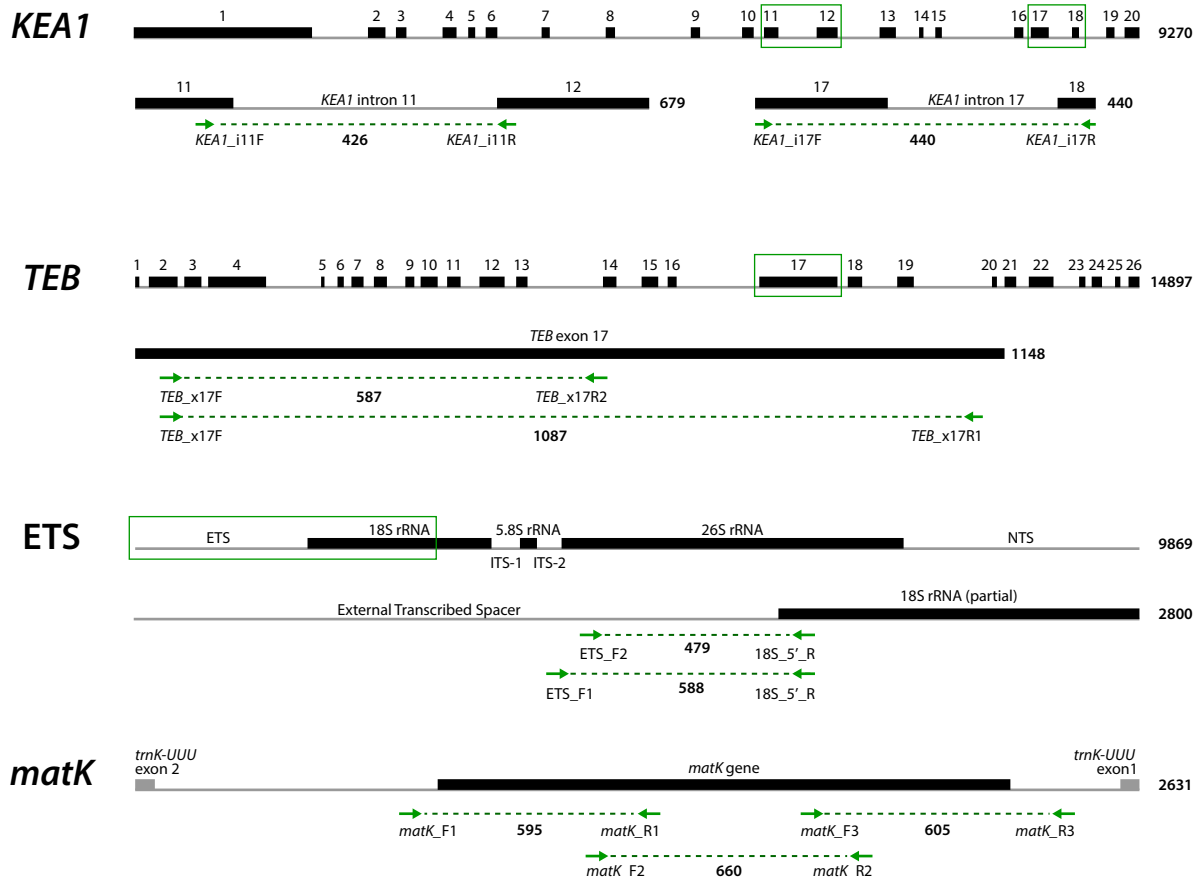 KEA1
1 2 3 4 5 6 7 8 9 10 11 12 13 14 15 16 17 18 19 20
9270
11 KEA1 intron 11 12 679
17 KEA1 intron 17 18 440
KEA1_i11F 426 KEA1_i11R
KEA1_i17F 440 KEA1_i17R
TEB
1 2 3 4 5 6 7 8 9 10 11 12 13 14 15 16 17 18 19 20 21 22 23 24 25 26
14897
TEB exon 17
1148
TEB_x17F 587 TEB_x17R2
TEB_x17F 1087 TEB_x17R1
ETS
ETS 18S rRNA 5.8S rRNA 26S rRNA NTS
9869
ITS-1 ITS-2
External Transcribed Spacer 18S rRNA (partial)
2800
ETS_F2 479 18S_5’_R
ETS_F1 588 18S_5’_R
matK
trnK-UUU
exon 2
matK gene
trnK-UUU
exon1
2631
matK_F1 595 matK_R1
matK_F3 605 matK_R3
matK_F2 660 matK_R2